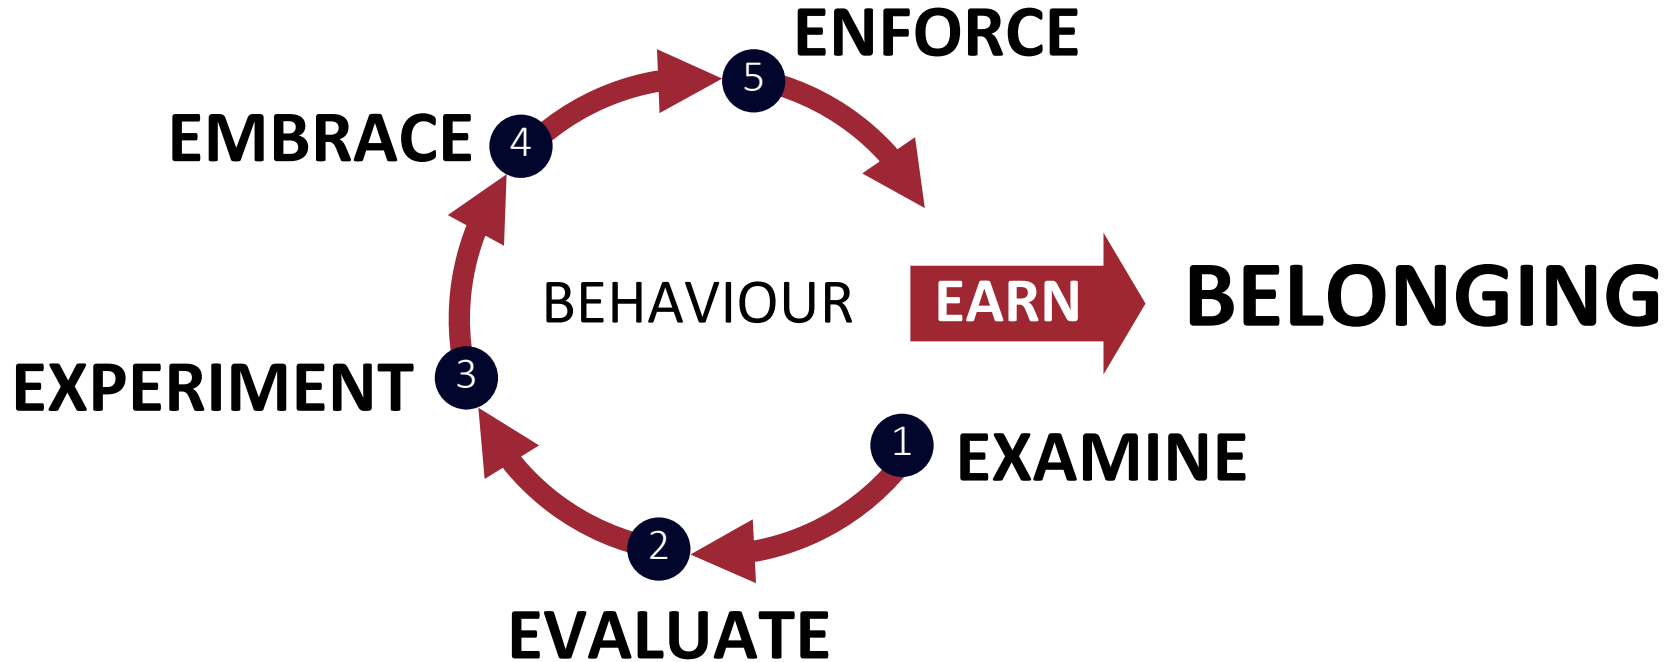 ENFORCE
5
EMBRACE
4
BEHAVIOUR
EARN
BELONGING
EXPERIMENT
3
1
EXAMINE
2
EVALUATE